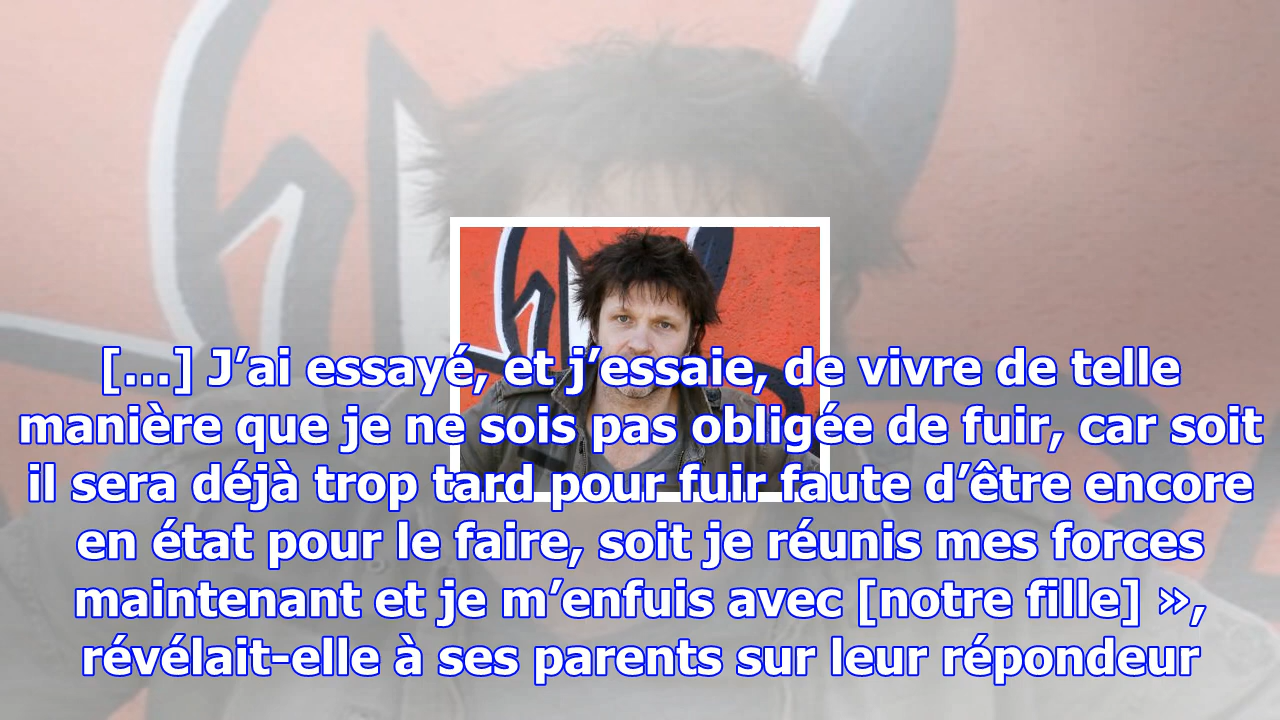 [...] J’ai essayé, et j’essaie, de vivre de telle
manière que je ne sois pas obligée de fuir, car soit
il sera déjà trop tard pour fuir faute d’être encore
en état pour le faire, soit je réunis mes forces
maintenant et je m’enfuis avec [notre fille] »,
révélait-elle à ses parents sur leur répondeur